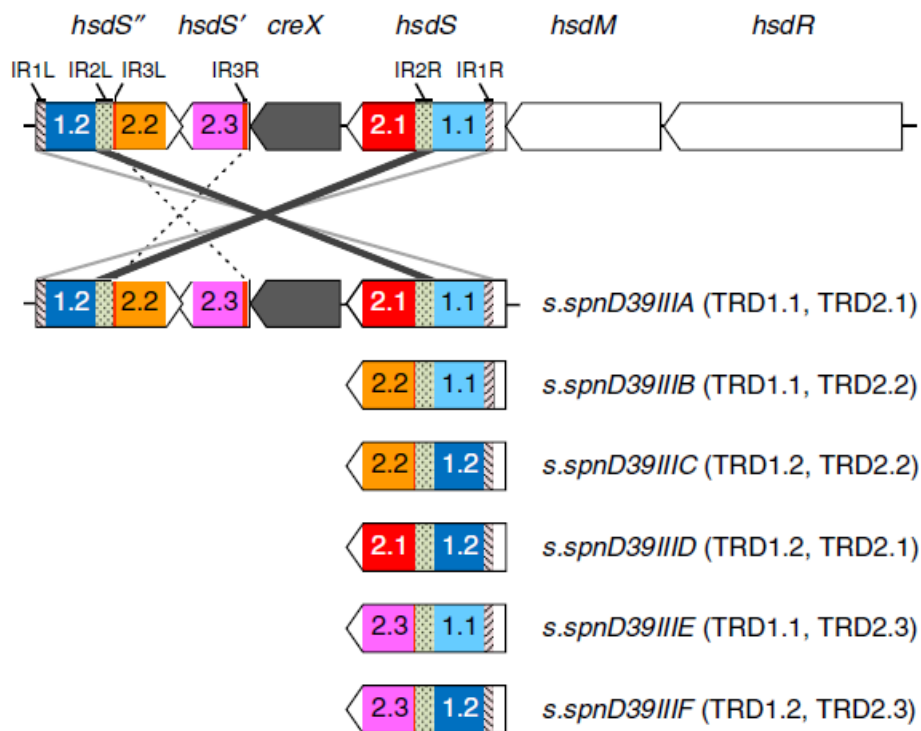 hsdS″ hsdS′ creX hsdS hsdM hsdR
IR1L IR2L IR3L IR3R IR2R IR1R
1.2 2.2 2.3 2.1 1.1
1.2 2.2 2.3 2.1 1.1 s.spnD39IIIA (TRD1.1, TRD2.1)
2.2 1.1 s.spnD39IIIB (TRD1.1, TRD2.2)
2.2 1.2 s.spnD39IIIC (TRD1.2, TRD2.2)
2.1 1.2 s.spnD39IIID (TRD1.2, TRD2.1)
2.3 1.1 s.spnD39IIIE (TRD1.1, TRD2.3)
2.3 1.2 s.spnD39IIIF (TRD1.2, TRD2.3)